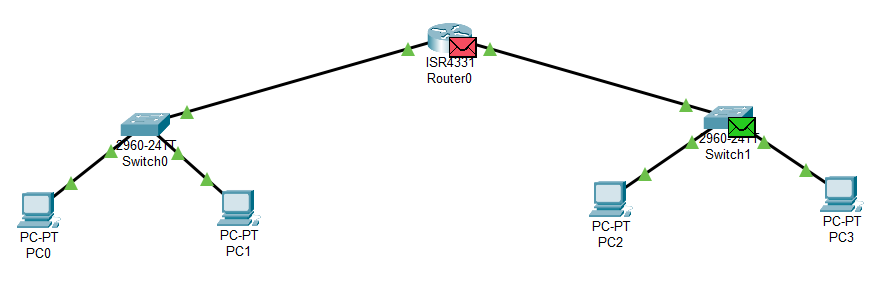 ISR4331
Router0
2960-24TT
Switch0
2960-24TT
Switch1
PC-PT
PC0
PC-PT
PC1
PC-PT
PC2
PC-PT
PC3